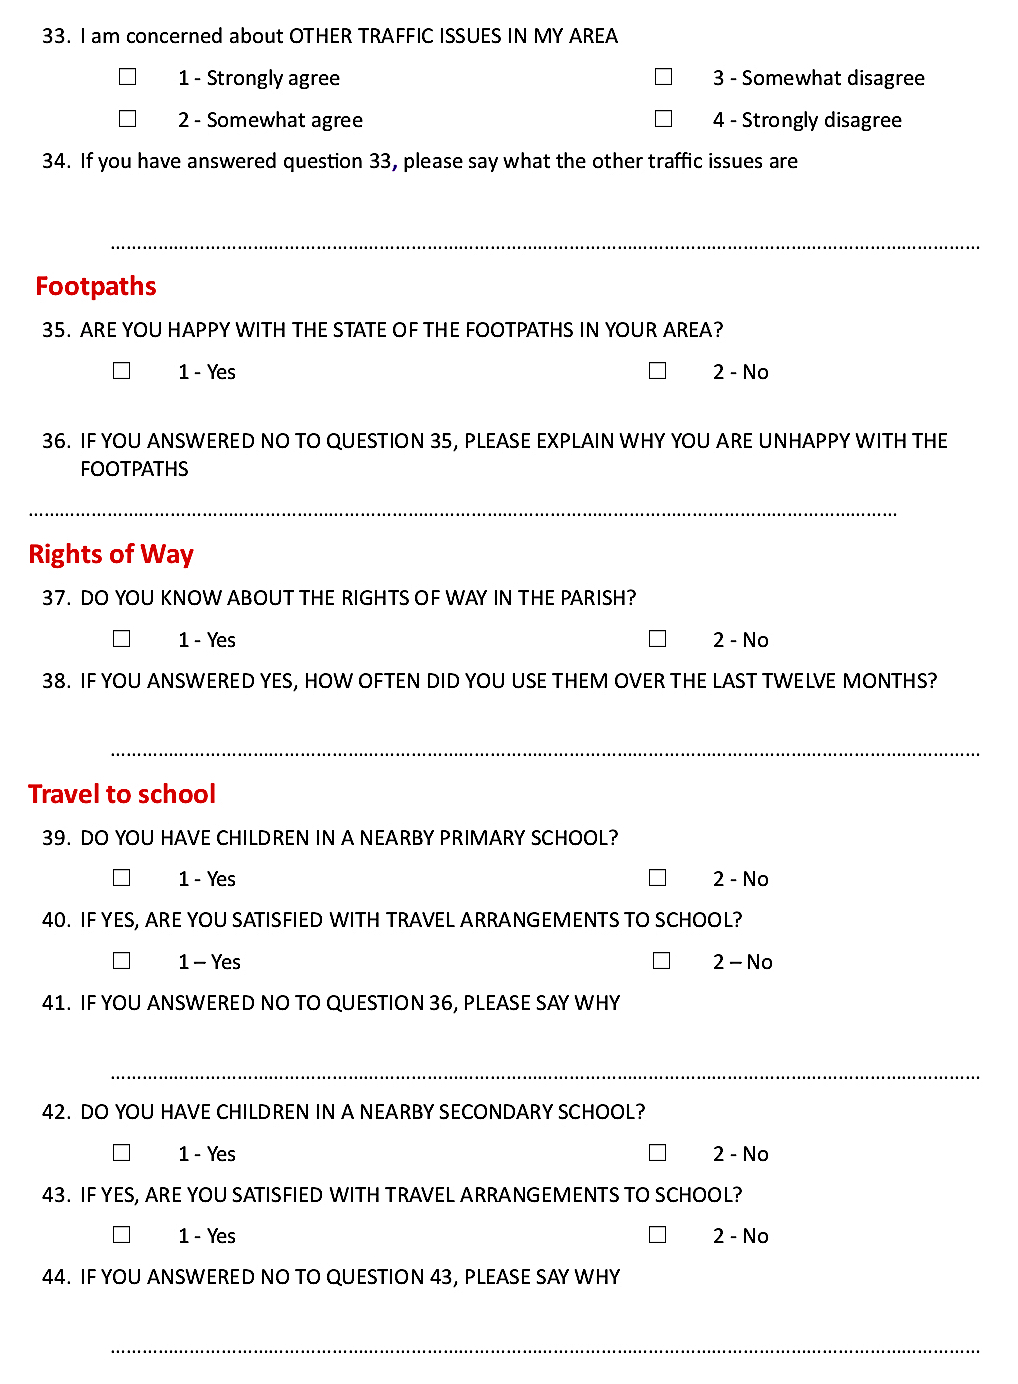 33. I am concerned about OTHER TRAFFIC ISSUES IN MY AREA
☐ 1 - Strongly agree ☐ 3 - Somewhat disagree
☐ 2 - Somewhat agree ☐ 4 - Strongly disagree
34. If you have answered question 33, please say what the other traffic issues are
................................................................................
Footpaths
35. ARE YOU HAPPY WITH THE STATE OF THE FOOTPATHS IN YOUR AREA?
☐ 1 - Yes ☐ 2 - No
36. IF YOU ANSWERED NO TO QUESTION 35, PLEASE EXPLAIN WHY YOU ARE UNHAPPY WITH THE
FOOTPATHS
................................................................................
Rights of Way
37. DO YOU KNOW ABOUT THE RIGHTS OF WAY IN THE PARISH?
☐ 1 - Yes ☐ 2 - No
38. IF YOU ANSWERED YES, HOW OFTEN DID YOU USE THEM OVER THE LAST TWELVE MONTHS?
................................................................................
Travel to school
39. DO YOU HAVE CHILDREN IN A NEARBY PRIMARY SCHOOL?
☐ 1 - Yes ☐ 2 - No
40. IF YES, ARE YOU SATISFIED WITH TRAVEL ARRANGEMENTS TO SCHOOL?
☐ 1 – Yes ☐ 2 – No
41. IF YOU ANSWERED NO TO QUESTION 36, PLEASE SAY WHY
................................................................................
42. DO YOU HAVE CHILDREN IN A NEARBY SECONDARY SCHOOL?
☐ 1 - Yes ☐ 2 - No
43. IF YES, ARE YOU SATISFIED WITH TRAVEL ARRANGEMENTS TO SCHOOL?
☐ 1 - Yes ☐ 2 - No
44. IF YOU ANSWERED NO TO QUESTION 43, PLEASE SAY WHY
................................................................................